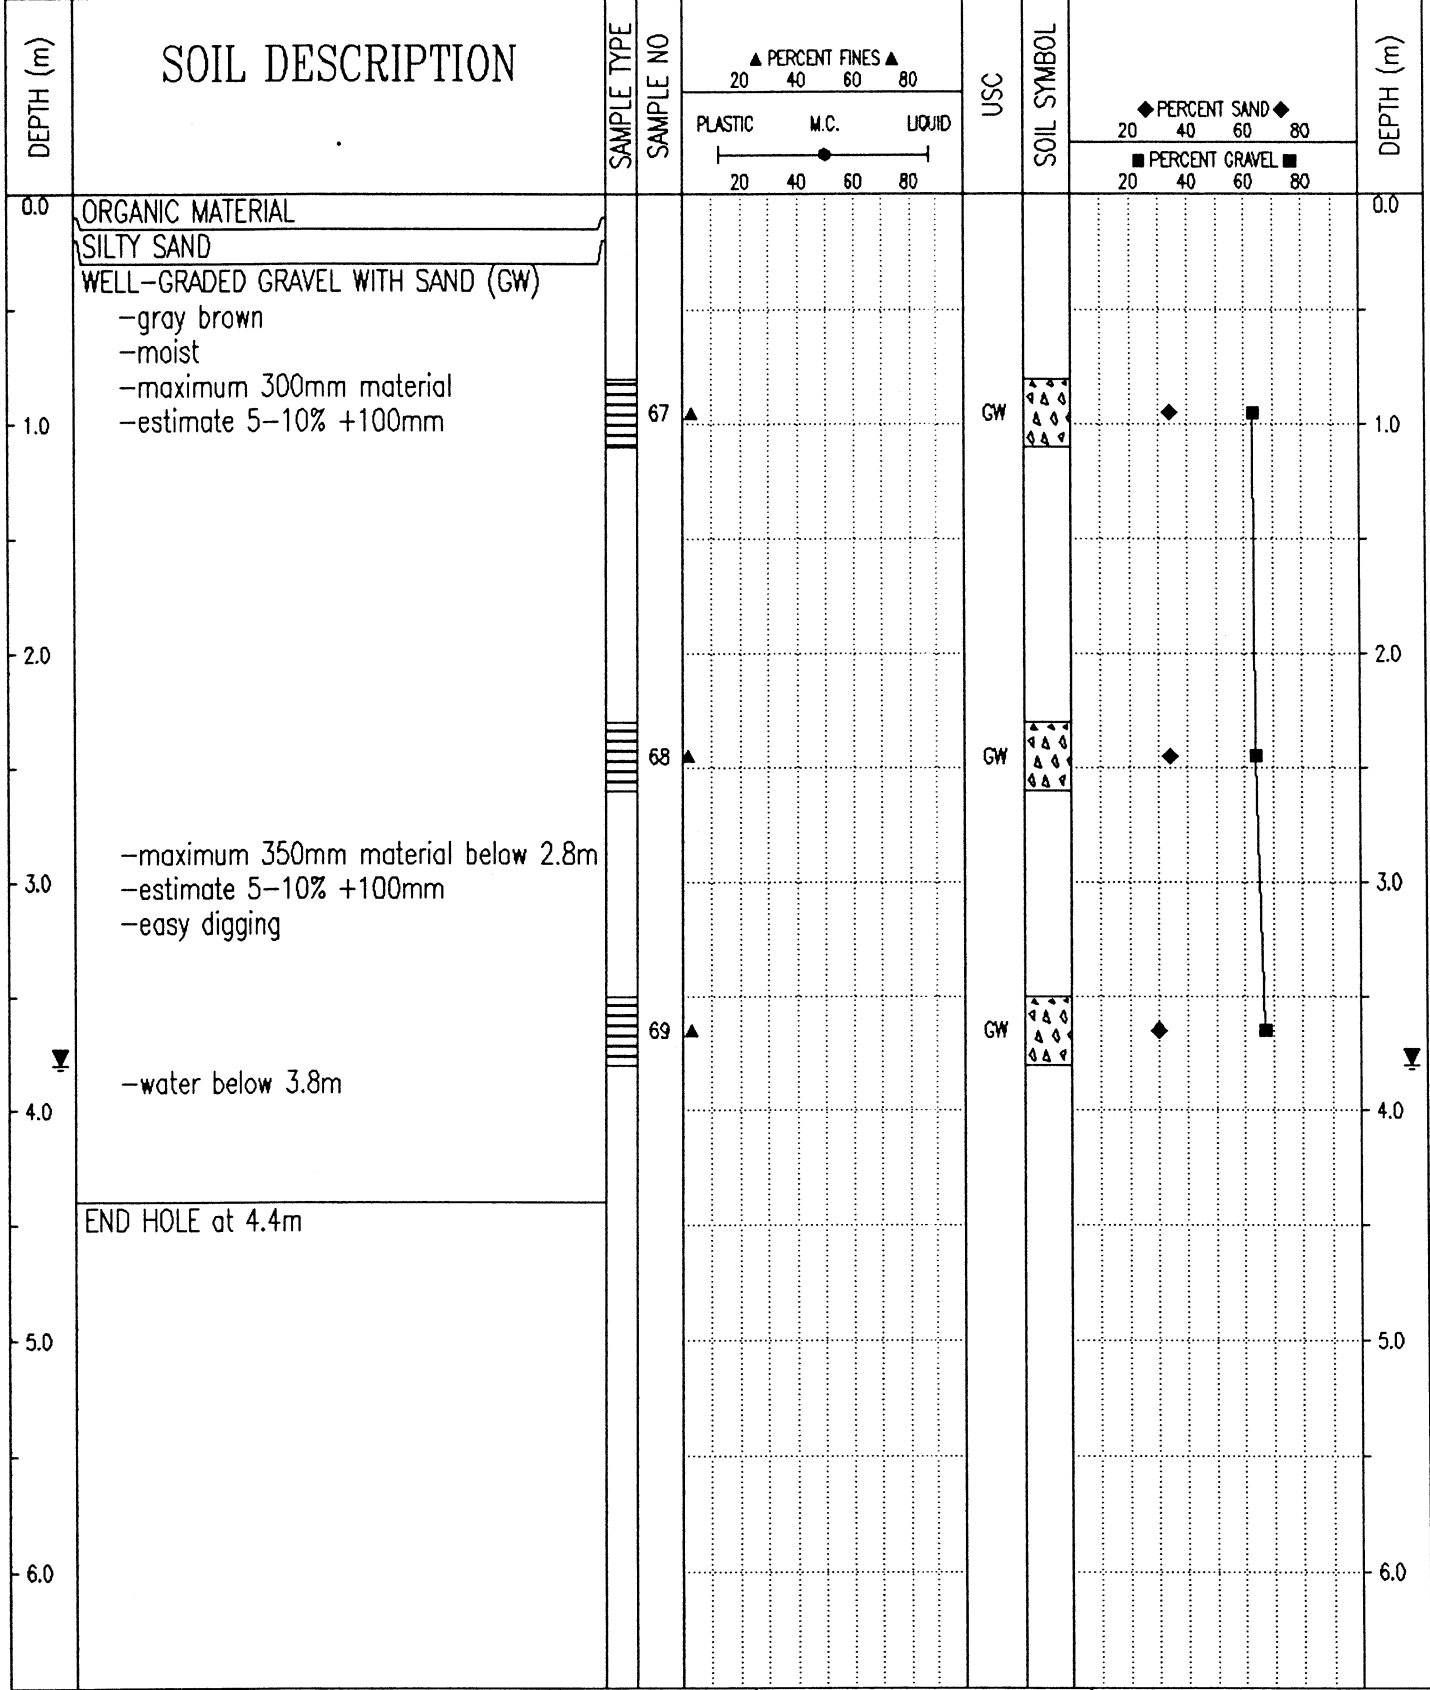 DEPTH (m)
SOIL DESCRIPTION
SAMPLE TYPE
SAMPLE NO
▲ PERCENT FINES ▲
20 40 60 80
PLASTIC M.C. LIQUID
20 40 60 80
USC
SOIL SYMBOL
◆ PERCENT SAND ◆
20 40 60 80
■ PERCENT GRAVEL ■
20 40 60 80
DEPTH (m)
0.0 ORGANIC MATERIAL 0.0
SILTY SAND
WELL-GRADED GRAVEL WITH SAND (GW)
-gray brown
-moist
-maximum 300mm material
67 GW
1.0 -estimate 5-10% +100mm 1.0
2.0 2.0
68 GW
-maximum 350mm material below 2.8m
3.0 -estimate 5-10% +100mm 3.0
-easy digging
69 GW
-water below 3.8m
4.0 4.0
END HOLE at 4.4m
5.0 5.0
6.0 6.0